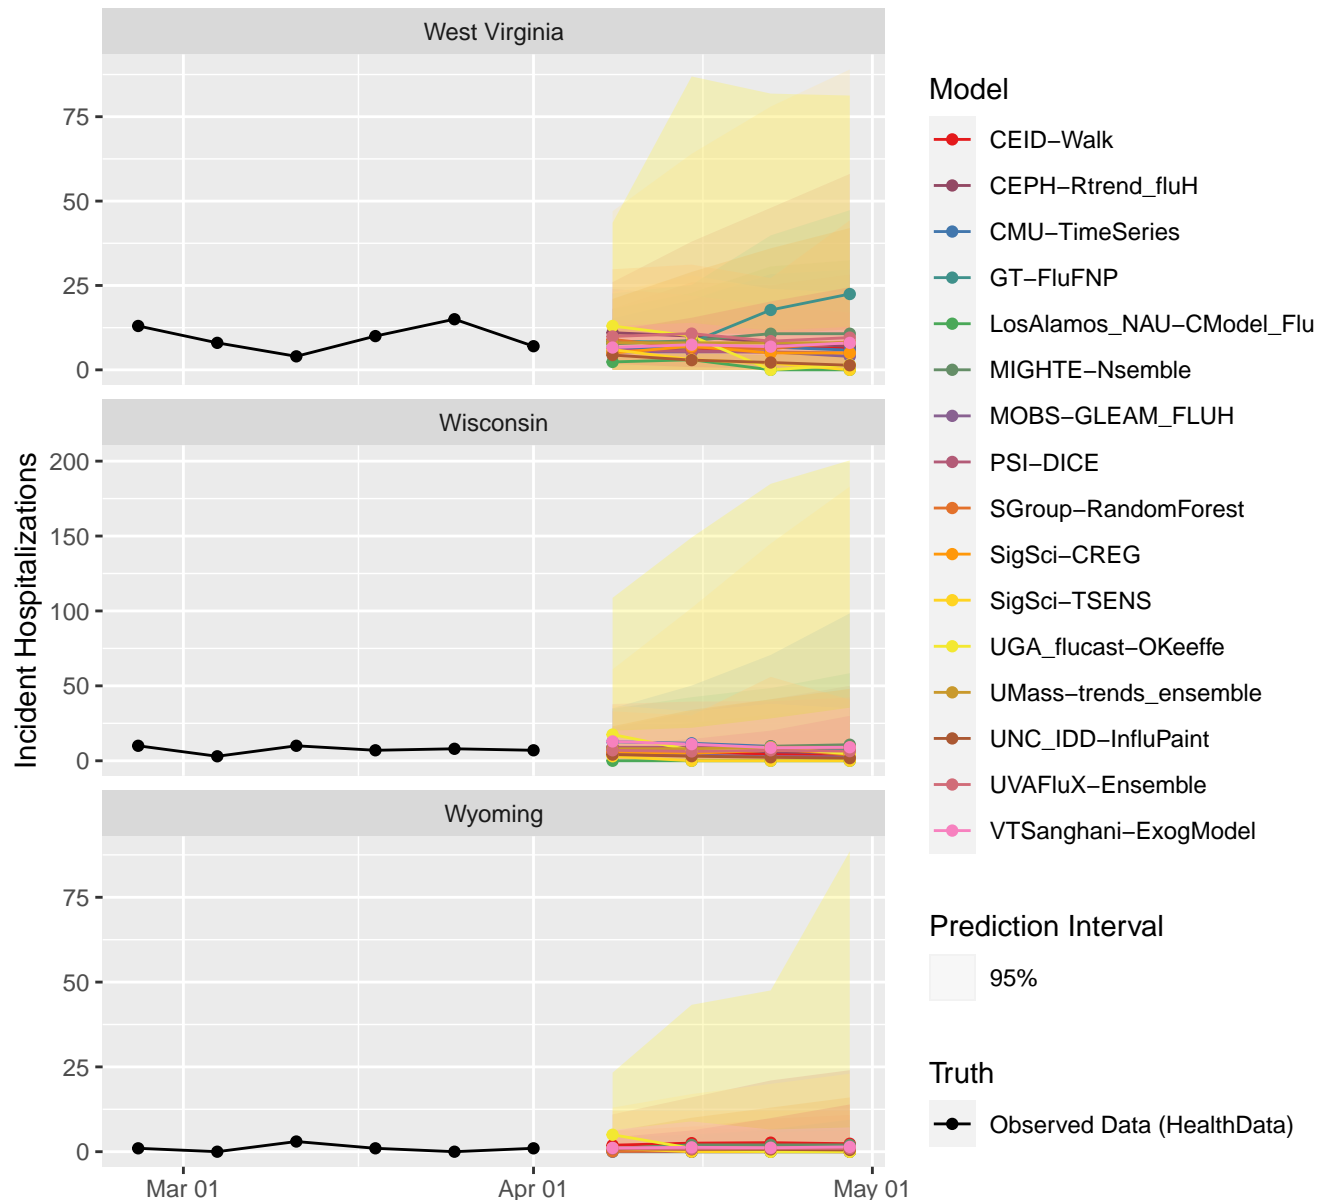 West Virginia
75
50
25
0
Wisconsin
200
150
100
50
0
Wyoming
75
50
25
0
Mar 01
Apr 01
May 01
Incident Hospitalizations
Model
CEID−Walk
CEPH−Rtrend_fluH
CMU−TimeSeries
GT−FluFNP
LosAlamos_NAU−CModel_Flu
MIGHTE−Nsemble
MOBS−GLEAM_FLUH
PSI−DICE
SGroup−RandomForest
SigSci−CREG
SigSci−TSENS
UGA_flucast−OKeeffe
UMass−trends_ensemble
UNC_IDD−InfluPaint
UVAFluX−Ensemble
VTSanghani−ExogModel
Prediction Interval
95%
Truth
Observed Data (HealthData)